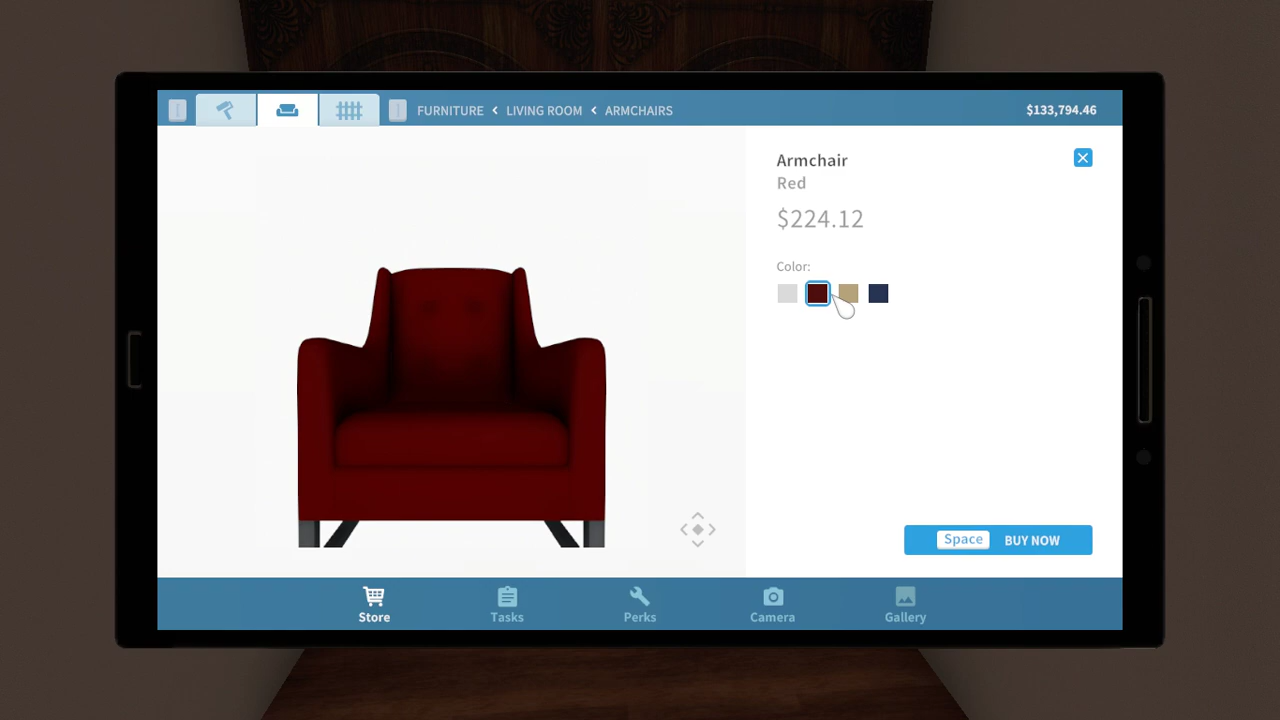 FURNITURE < LIVING ROOM < ARMCHAIRS
$133,794.46
Armchair
Red
$224.12
Color:
Space BUY NOW
Store Tasks Perks Camera Gallery